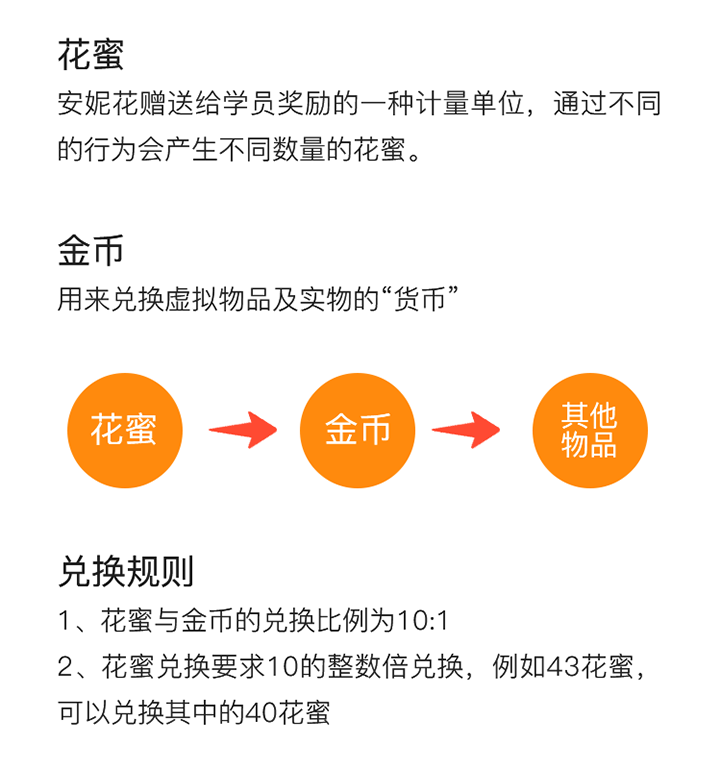 花蜜
安妮花赠送给学员奖励的一种计量单位，通过不同
的行为会产生不同数量的花蜜。
金币
用来兑换虚拟物品及实物的“货币”
花蜜
金币
其他
物品
兑换规则
1、花蜜与金币的兑换比例为10:1
2、花蜜兑换要求10的整数倍兑换，例如43花蜜，
可以兑换其中的40花蜜